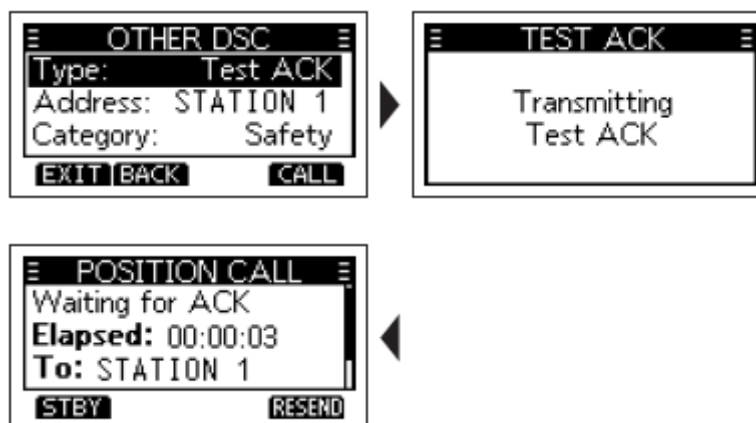 OTHER DSC
Type: Test ACK
Address: STATION 1
Category: Safety
EXIT BACK CALL
TEST ACK
Transmitting
Test ACK
POSITION CALL
Waiting for ACK
Elapsed: 00:00:03
To: STATION 1
STBY RESEND